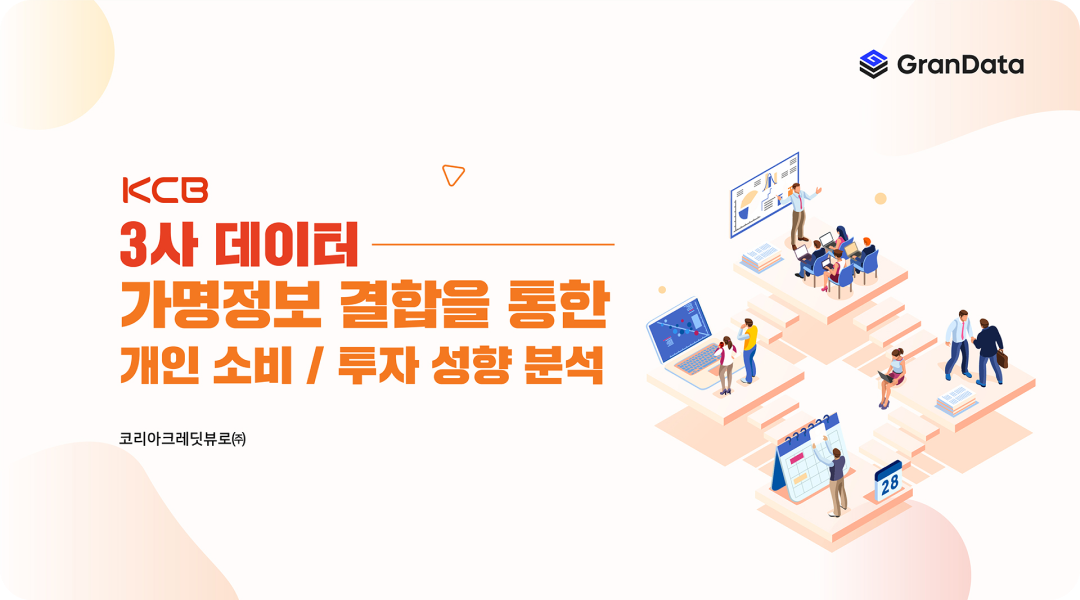 GranData
KCB
3사 데이터
가명정보 결합을 통한
개인 소비 / 투자 성향 분석
코리아크레딧뷰로㈜
28